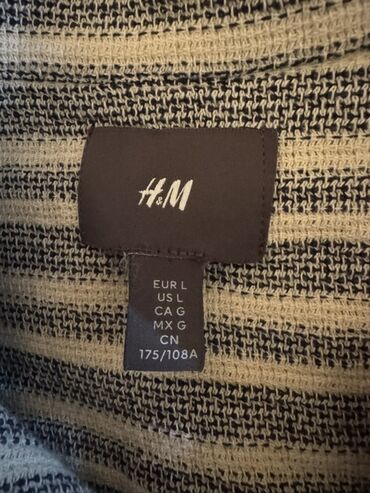 H&M
EUR L
US L
CA G
MX G
CN
175/108A